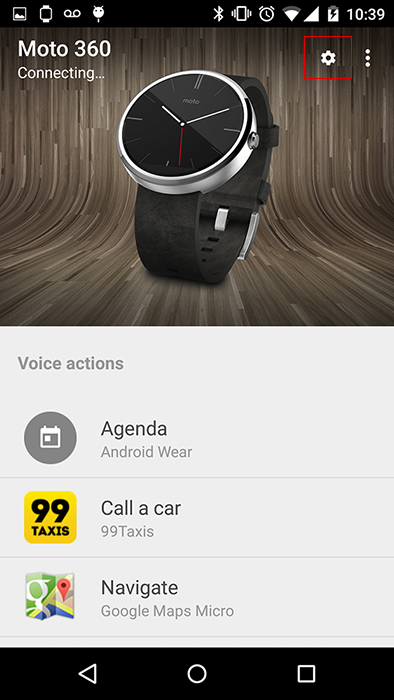 10:39
Moto 360
Connecting...
moto
Voice actions
Agenda
Android Wear
99
TAXIS
Call a car
99Taxis
g
Navigate
Google Maps Micro